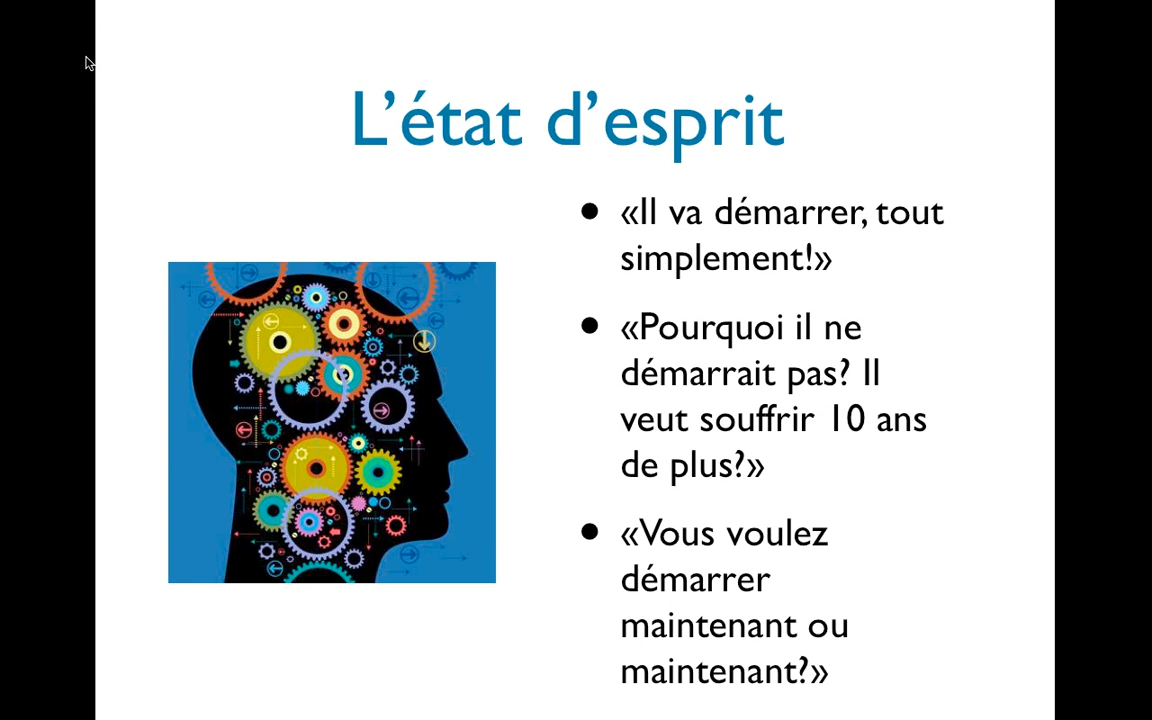 L’état d’esprit
• «Il va démarrer, tout
simplement!»
• «Pourquoi il ne
démarrait pas? Il
veut souffrir 10 ans
de plus?»
• «Vous voulez
démarrer
maintenant ou
maintenant?»